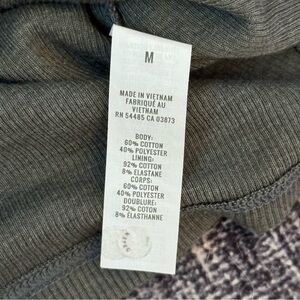 M
MADE IN VIETNAM
FABRIQUÉ AU
VIETNAM
RN 54485 CA 03873
BODY:
60% COTTON
40% POLYESTER
LINING:
92% COTTON
8% ELASTANE
CORPS:
60% COTON
40% POLYESTER
DOUBLURE:
92% COTON
8% ÉLASTHANNE